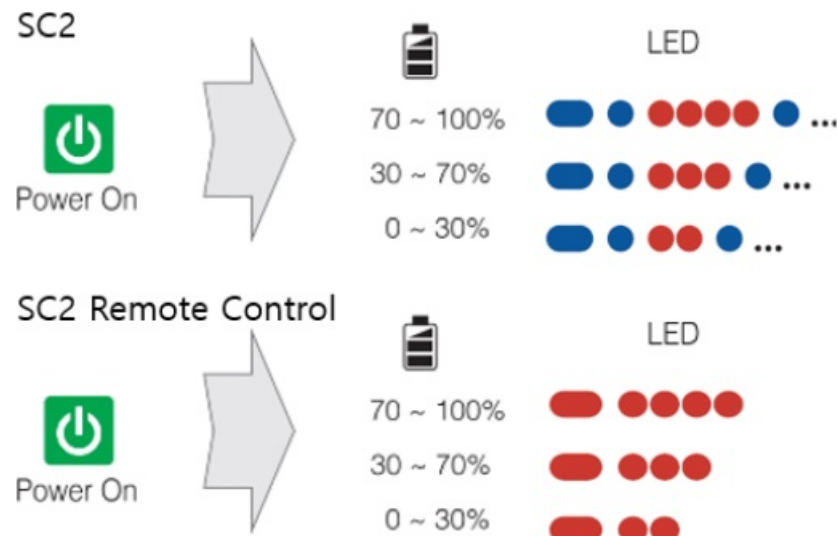 SC2
LED
70 ~ 100%
30 ~ 70%
0 ~ 30%
Power On
...
...
...
SC2 Remote Control
LED
70 ~ 100%
30 ~ 70%
0 ~ 30%
Power On